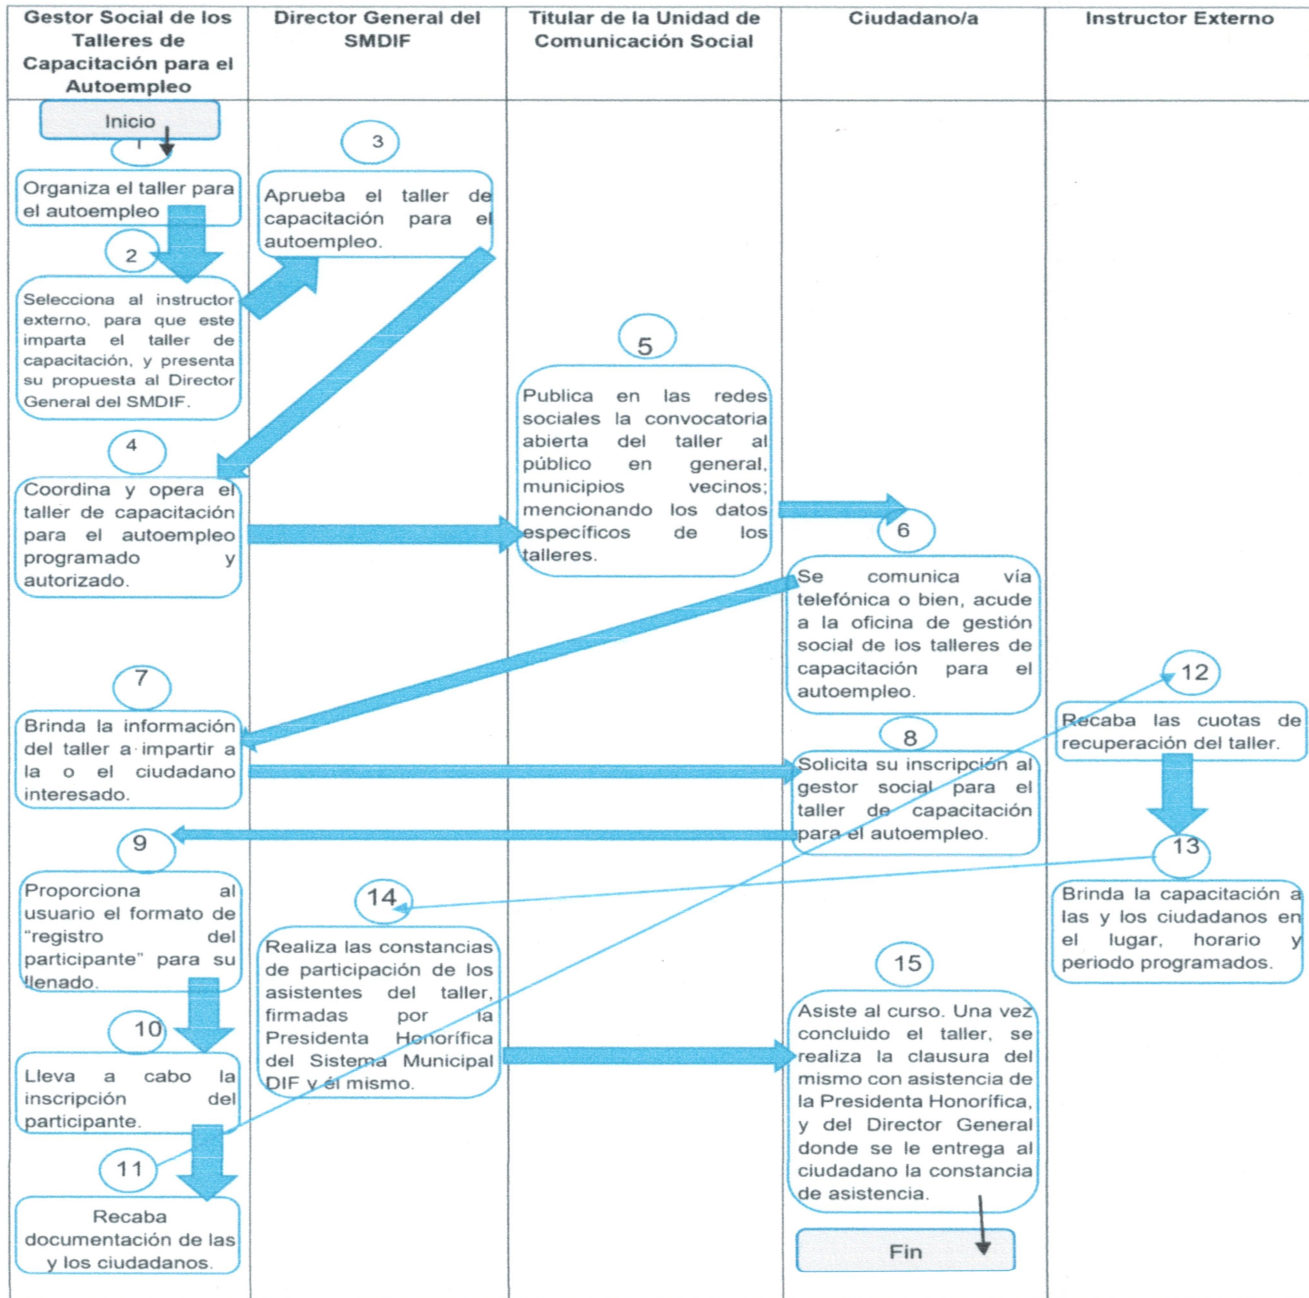 Gestor Social de los
Talleres de
Capacitación para el
Autoempleo
Director General del
SMDIF
Titular de la Unidad de
Comunicación Social
Ciudadano/a
Instructor Externo
Inicio
1
Organiza el taller para
el autoempleo
2
Selecciona al instructor
externo, para que este
imparta el taller de
capacitación, y presenta
su propuesta al Director
General del SMDIF.
3
Aprueba el taller de
capacitación para el
autoempleo.
4
Coordina y opera el
taller de capacitación
para el autoempleo
programado y
autorizado.
5
Publica en las redes
sociales la convocatoria
abierta del taller al
público en general,
municipios vecinos;
mencionando los datos
específicos de los
talleres.
6
Se comunica vía
telefónica o bien, acude
a la oficina de gestión
social de los talleres de
capacitación para el
autoempleo.
7
Brinda la información
del taller a impartir a
la o el ciudadano
interesado.
8
Solicita su inscripción al
gestor social para el
taller de capacitación
para el autoempleo.
9
Proporciona al
usuario el formato de
"registro del
participante" para su
llenado.
10
Lleva a cabo la
inscripción del
participante.
11
Recaba
documentación de las
y los ciudadanos.
12
Recaba las cuotas de
recuperación del taller.
13
Brinda la capacitación a
las y los ciudadanos en
el lugar, horario y
periodo programados.
14
Realiza las constancias
de participación de los
asistentes del taller,
firmadas por la
Presidenta Honorífica
del Sistema Municipal
DIF y él mismo.
15
Asiste al curso. Una vez
concluido el taller, se
realiza la clausura del
mismo con asistencia de
la Presidenta Honorífica,
y del Director General
donde se le entrega al
ciudadano la constancia
de asistencia.
Fin